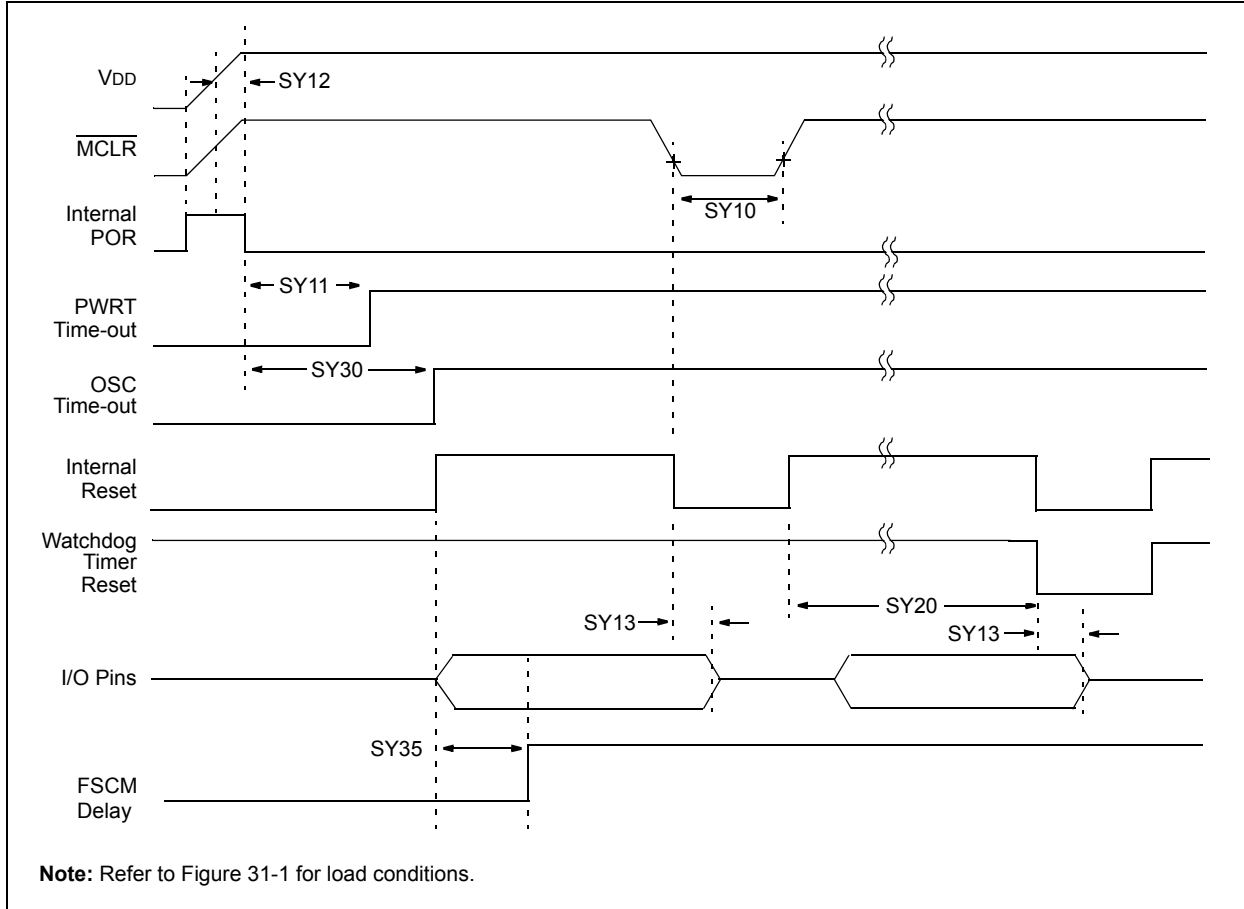 VDD
SY12
MCLR
SY10
Internal
POR
SY11
PWRT
Time-out
SY30
OSC
Time-out
Internal
Reset
Watchdog
Timer
Reset
SY20
SY13
SY13
I/O Pins
SY35
FSCM
Delay
Note: Refer to Figure 31-1 for load conditions.